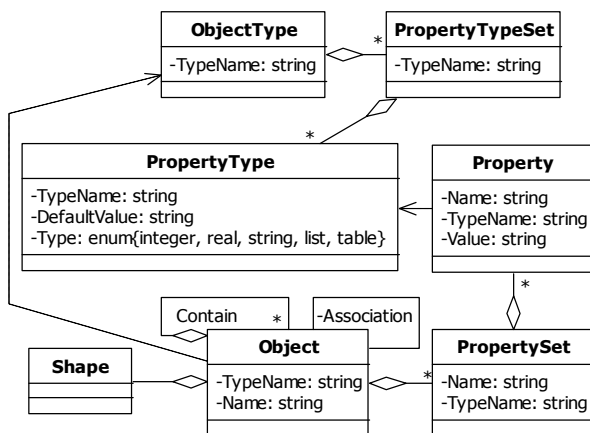 ObjectType
-TypeName: string
*
PropertyTypeSet
-TypeName: string
*
PropertyType
-TypeName: string
-DefaultValue: string
-Type: enum{integer, real, string, list, table}
Property
-Name: string
-TypeName: string
-Value: string
*
Contain
*
-Association
Shape
Object
-TypeName: string
-Name: string
*
PropertySet
-Name: string
-TypeName: string